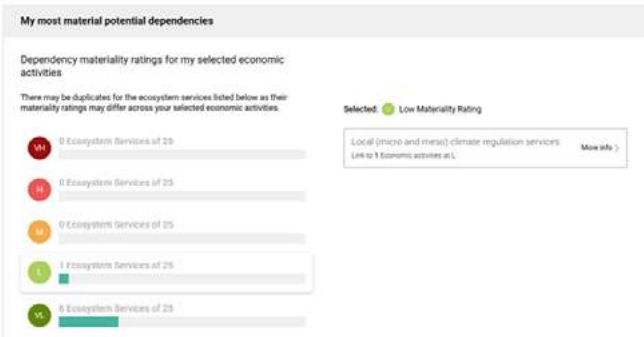 My most material potential dependencies
Dependency materiality ratings for my selected economic
activities
There may be duplicates for the ecosystem services listed below as their
materiality ratings may differ across your selected economic activities.
VH
0 Ecosystem Services of 25
H
0 Ecosystem Services of 25
M
0 Ecosystem Services of 25
L
1 Ecosystem Services of 25
VL
6 Ecosystem Services of 25
Selected: L Low Materiality Rating
Local (micro and meso) climate regulation services
More info >
Link to 1 Economic activities at L